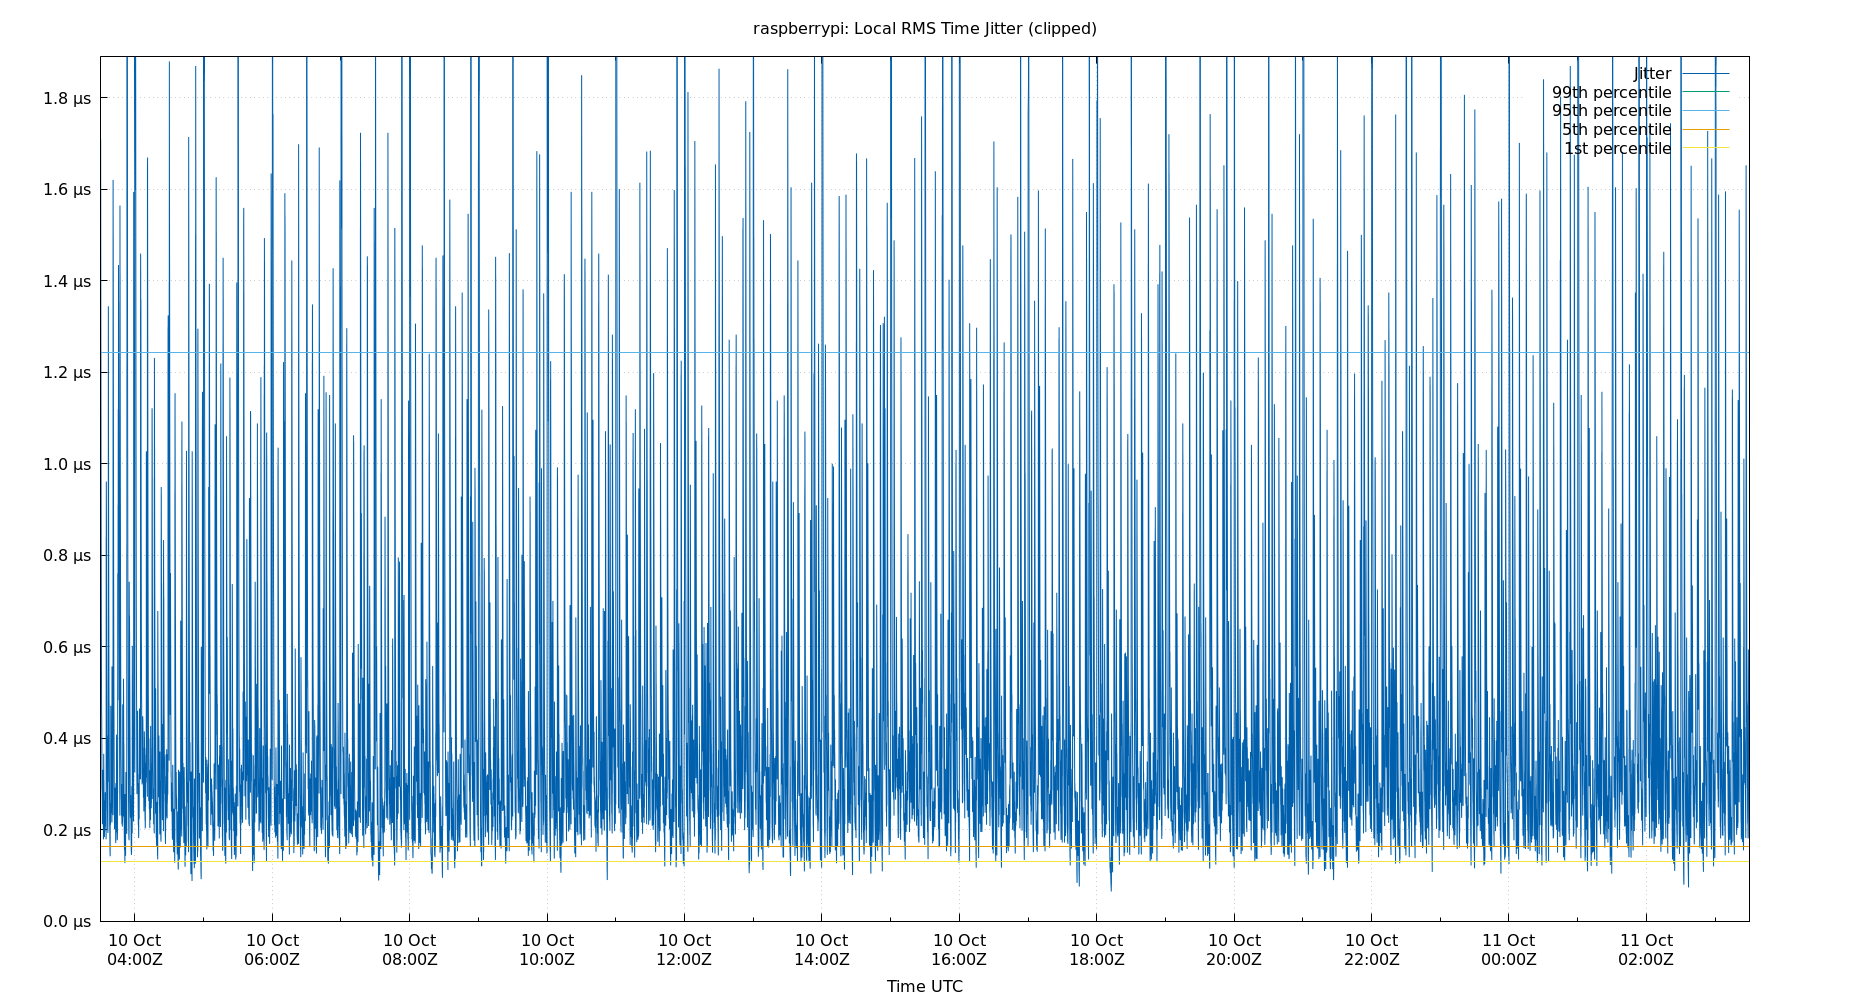 raspberrypi: Local RMS Time Jitter (clipped)
Jitter
99th percentile
95th percentile
5th percentile
1st percentile
1.8 µs
1.6 µs
1.4 µs
1.2 µs
1.0 µs
0.8 µs
0.6 µs
0.4 µs
0.2 µs
0.0 µs
10 Oct 10 Oct 10 Oct 10 Oct 10 Oct 10 Oct 10 Oct 10 Oct 10 Oct 10 Oct 11 Oct 11 Oct
04:00Z 06:00Z 08:00Z 10:00Z 12:00Z 14:00Z 16:00Z 18:00Z 20:00Z 22:00Z 00:00Z 02:00Z
Time UTC